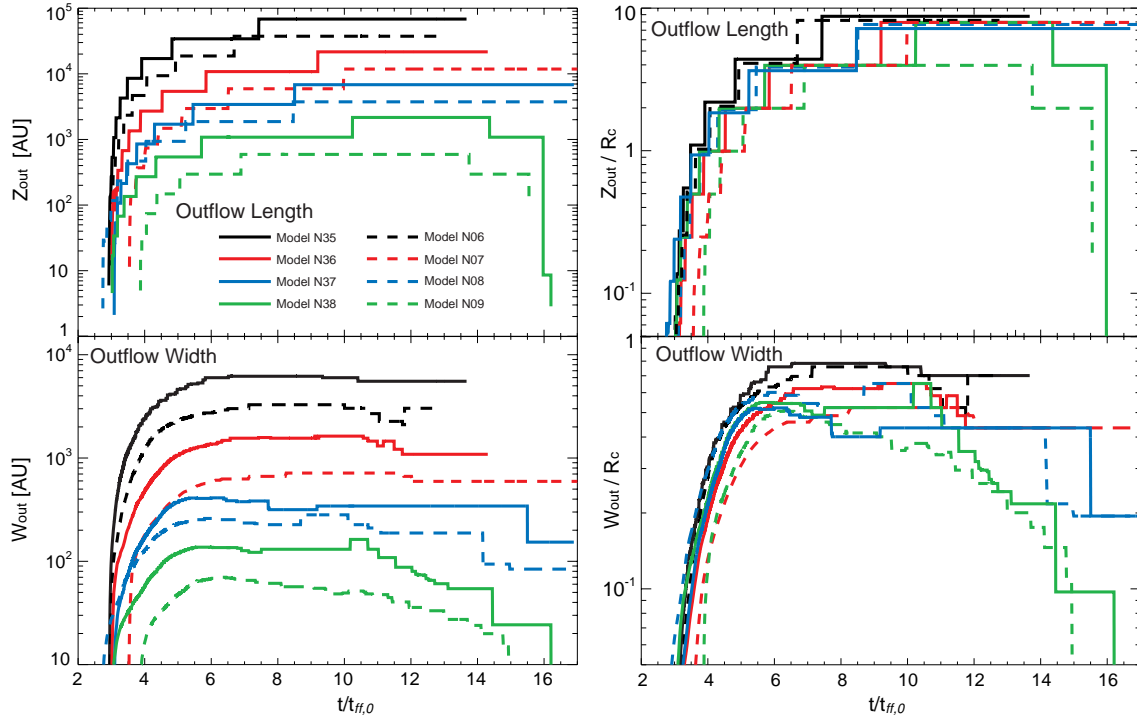 Outflow Length
Z_out [AU]
10^5
10^4
10^3
10^2
10
1
Outflow Length
Model N35
Model N06
Model N36
Model N07
Model N37
Model N08
Model N38
Model N09
Z_out / R_c
10
1
10^-1
Outflow Width
W_out [AU]
10^4
10^3
10^2
10
2 4 6 8 10 12 14 16
t/t_ff,0
Outflow Width
W_out / R_c
1
10^-1
2 4 6 8 10 12 14 16
t/t_ff,0